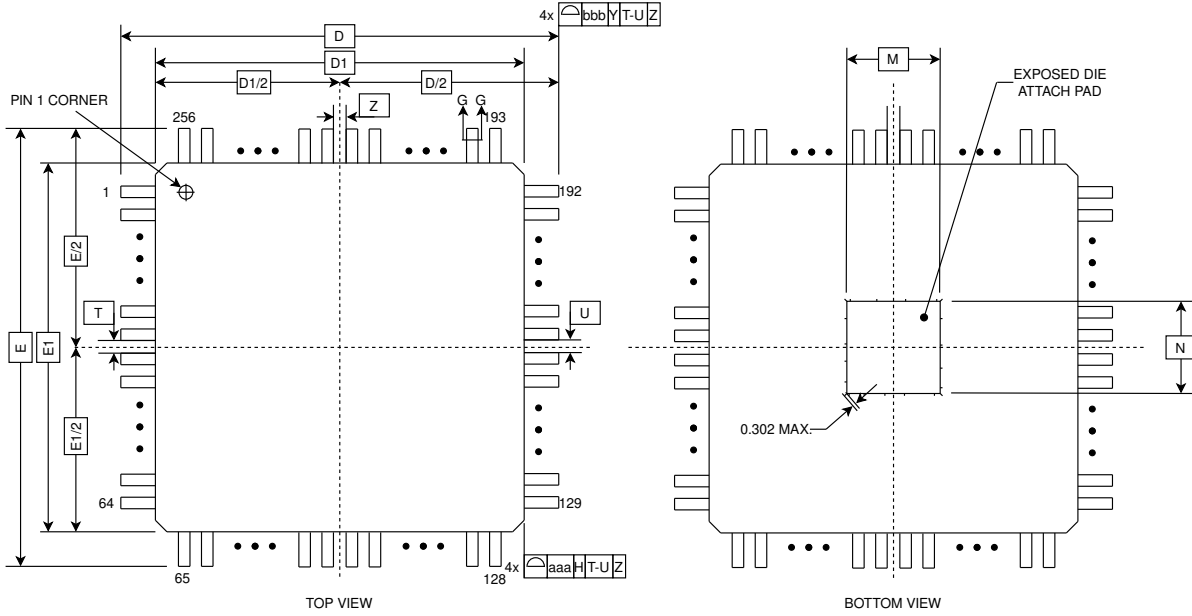 4x bbb Y T-U Z
D
D1
M
D1/2 D/2
EXPOSED DIE
ATTACH PAD
PIN 1 CORNER
Z
G G
256 193
1 192
E/2
T U
E E1 N
E1/2
0.302 MAX.
64 129
4x aaa H T-U Z
65 128
TOP VIEW BOTTOM VIEW